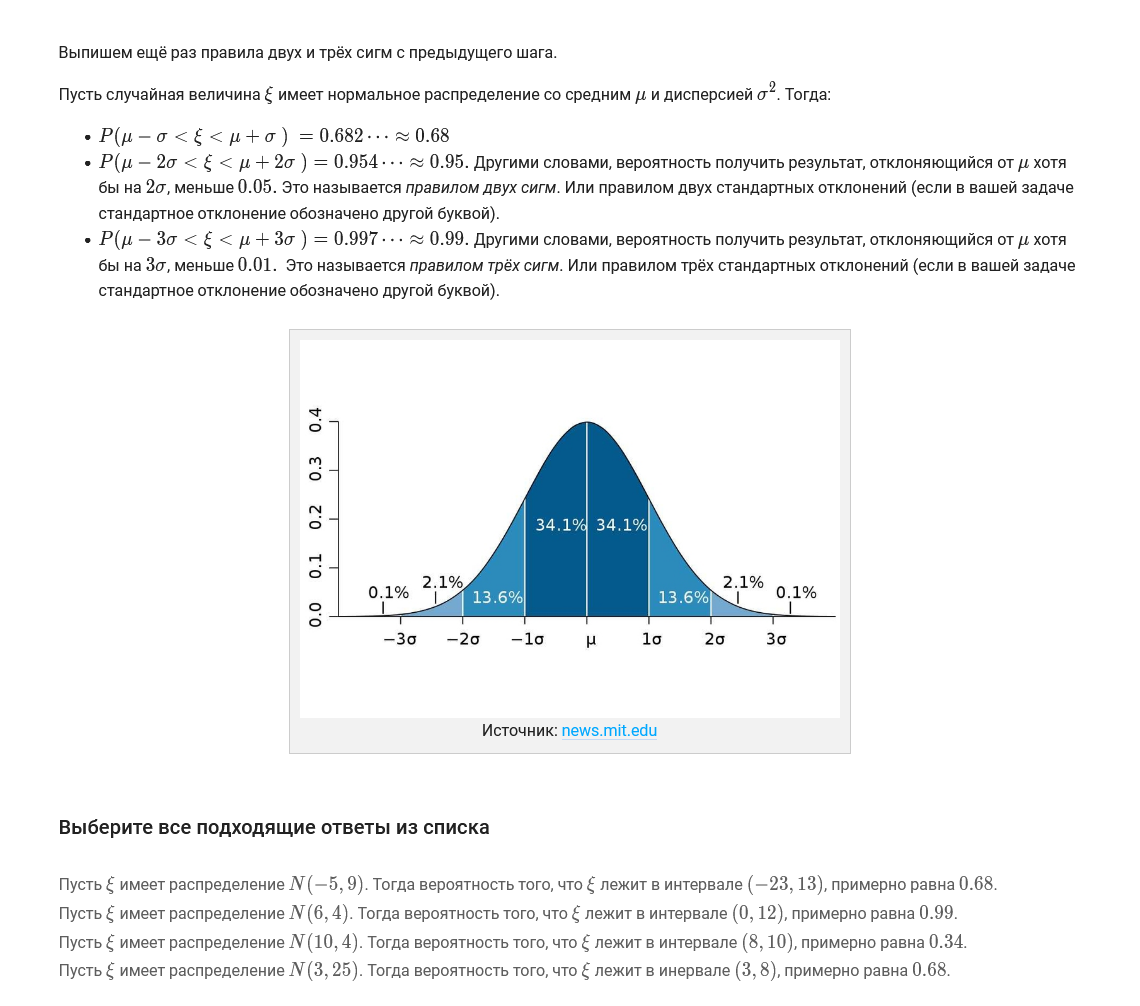 Выпишем ещё раз правила двух и трёх сигм с предыдущего шага.
Пусть случайная величина ξ имеет нормальное распределение со средним μ и дисперсией σ². Тогда:
• P(μ − σ < ξ < μ + σ ) = 0.682⋯ ≈ 0.68
• P(μ − 2σ < ξ < μ + 2σ ) = 0.954⋯ ≈ 0.95. Другими словами, вероятность получить результат, отклоняющийся от μ хотя
бы на 2σ, меньше 0.05. Это называется правилом двух сигм. Или правилом двух стандартных отклонений (если в вашей задаче
стандартное отклонение обозначено другой буквой).
• P(μ − 3σ < ξ < μ + 3σ ) = 0.997⋯ ≈ 0.99. Другими словами, вероятность получить результат, отклоняющийся от μ хотя
бы на 3σ, меньше 0.01. Это называется правилом трёх сигм. Или правилом трёх стандартных отклонений (если в вашей задаче
стандартное отклонение обозначено другой буквой).
0.4
0.3
0.2
0.1
0.0
34.1% 34.1%
0.1% 2.1% 13.6% 13.6% 2.1% 0.1%
−3σ −2σ −1σ μ 1σ 2σ 3σ
Источник: news.mit.edu
Выберите все подходящие ответы из списка
Пусть ξ имеет распределение N(−5, 9). Тогда вероятность того, что ξ лежит в интервале (−23, 13), примерно равна 0.68.
Пусть ξ имеет распределение N(6, 4). Тогда вероятность того, что ξ лежит в интервале (0, 12), примерно равна 0.99.
Пусть ξ имеет распределение N(10, 4). Тогда вероятность того, что ξ лежит в интервале (8, 10), примерно равна 0.34.
Пусть ξ имеет распределение N(3, 25). Тогда вероятность того, что ξ лежит в инервале (3, 8), примерно равна 0.68.